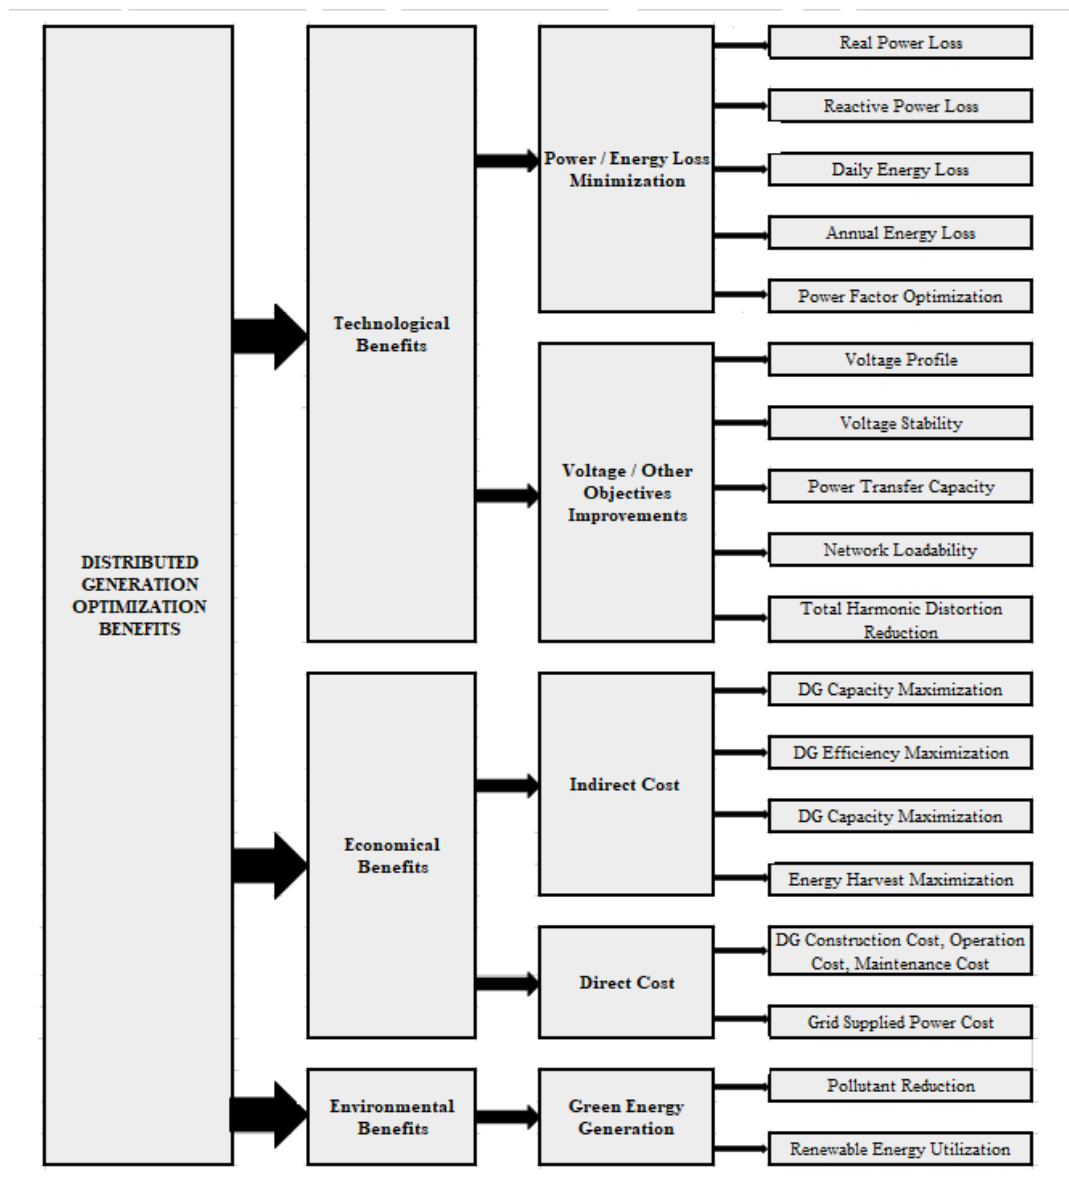 DISTRIBUTED
GENERATION
OPTIMIZATION
BENEFITS
Technological
Benefits
Power / Energy Loss
Minimization
Real Power Loss
Reactive Power Loss
Daily Energy Loss
Annual Energy Loss
Power Factor Optimization
Voltage / Other
Objectives
Improvements
Voltage Profile
Voltage Stability
Power Transfer Capacity
Network Loadability
Total Harmonic Distortion
Reduction
Economical
Benefits
Indirect Cost
DG Capacity Maximization
DG Efficiency Maximization
DG Capacity Maximization
Energy Harvest Maximization
Direct Cost
DG Construction Cost, Operation
Cost, Maintenance Cost
Grid Supplied Power Cost
Environmental
Benefits
Green Energy
Generation
Pollutant Reduction
Renewable Energy Utilization